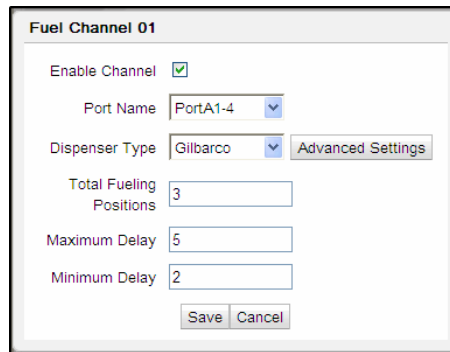 Fuel Channel 01
Enable Channel
Port Name PortA1-4
Dispenser Type Gilbarco Advanced Settings
Total Fueling
Positions 3
Maximum Delay 5
Minimum Delay 2
Save Cancel